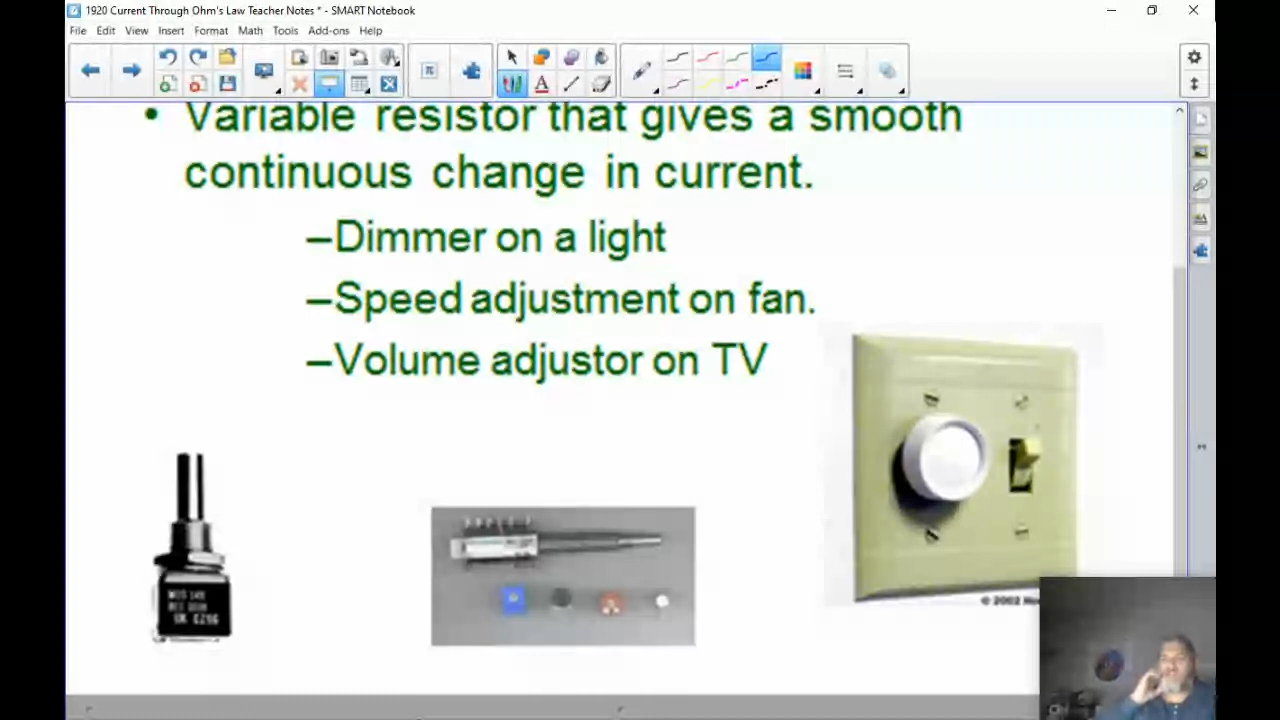 1920 Current Through Ohm's Law Teacher Notes * - SMART Notebook
File Edit View Insert Format Math Tools Add-ons Help
• Variable resistor that gives a smooth
continuous change in current.
–Dimmer on a light
–Speed adjustment on fan.
–Volume adjustor on TV
© 2002